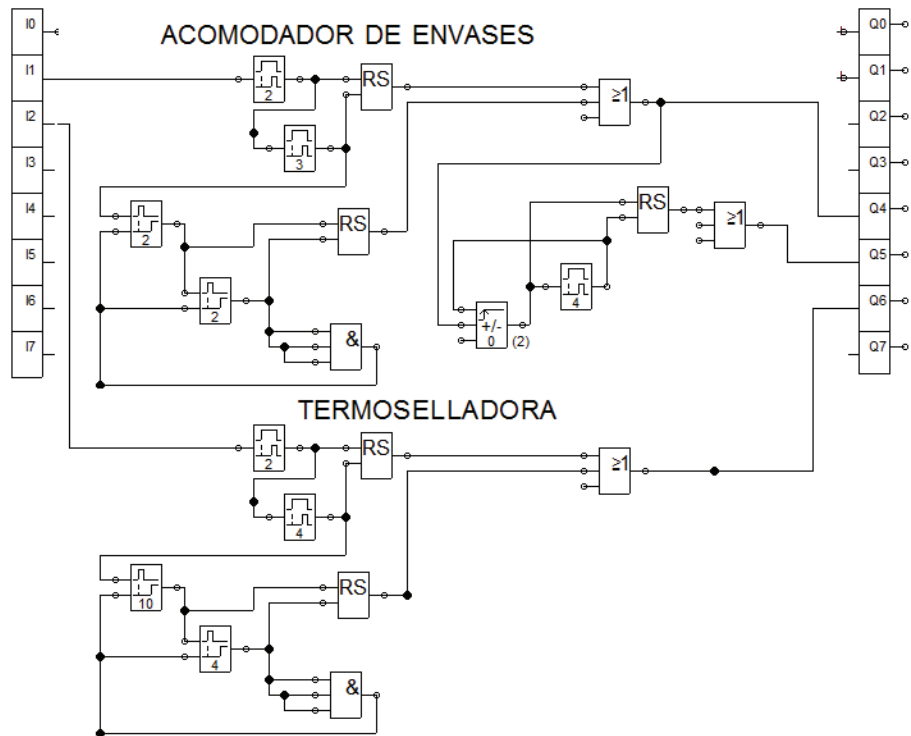 I0
ACOMODADOR DE ENVASES
Q0
I1
2
RS
≥1
Q1
I2
Q2
I3
3
Q3
I4
2
RS
RS
≥1
Q4
I5
Q5
I6
2
4
Q6
I7
&
+/-
0 (2)
Q7
TERMOSELLADORA
2
RS
≥1
4
10
RS
4
&